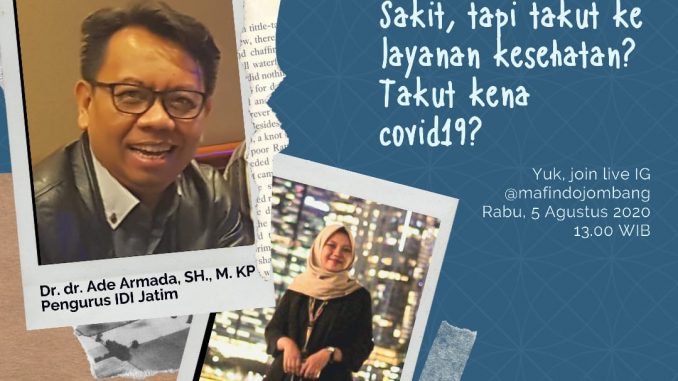 Sakit, tapi takut ke
layanan kesehatan?
Takut kena
covid19?
Yuk, join live IG
@mafindojombang
Rabu, 5 Agustus 2020
13.00 WIB
Dr. dr. Ade Armada, SH., M. KP
Pengurus IDI Jatim